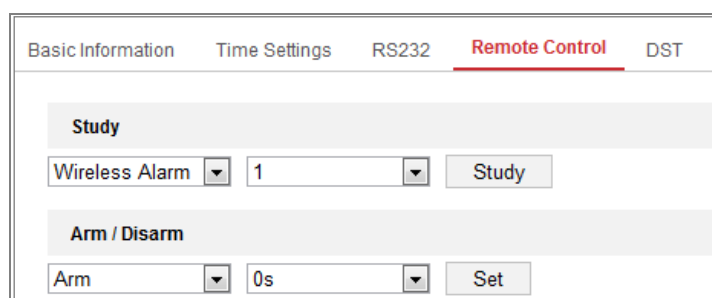 Basic Information Time Settings RS232 Remote Control DST
Study
Wireless Alarm 1 Study
Arm / Disarm
Arm 0s Set